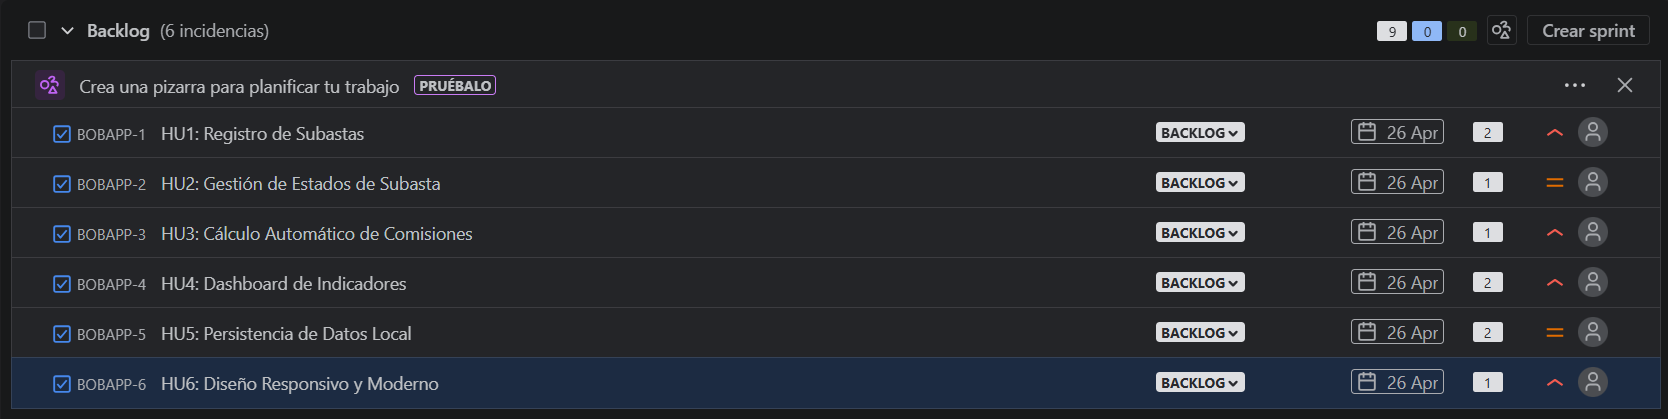 Backlog (6 incidencias) 9 0 0 Crear sprint
Crea una pizarra para planificar tu trabajo PRUÉBALO
BOBAPP-1 HU1: Registro de Subastas BACKLOG 26 Apr 2
BOBAPP-2 HU2: Gestión de Estados de Subasta BACKLOG 26 Apr 1
BOBAPP-3 HU3: Cálculo Automático de Comisiones BACKLOG 26 Apr 1
BOBAPP-4 HU4: Dashboard de Indicadores BACKLOG 26 Apr 2
BOBAPP-5 HU5: Persistencia de Datos Local BACKLOG 26 Apr 2
BOBAPP-6 HU6: Diseño Responsivo y Moderno BACKLOG 26 Apr 1